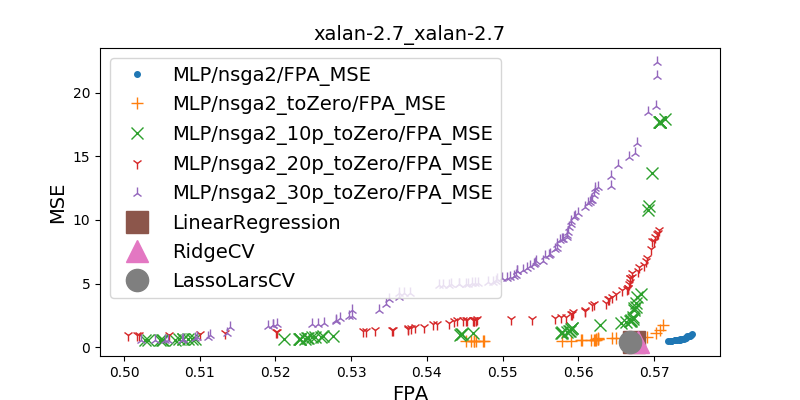 xalan-2.7_xalan-2.7
MLP/nsga2/FPA_MSE
MLP/nsga2_toZero/FPA_MSE
MLP/nsga2_10p_toZero/FPA_MSE
MLP/nsga2_20p_toZero/FPA_MSE
MLP/nsga2_30p_toZero/FPA_MSE
LinearRegression
RidgeCV
LassoLarsCV
MSE
20
15
10
5
0
0.50 0.51 0.52 0.53 0.54 0.55 0.56 0.57
FPA